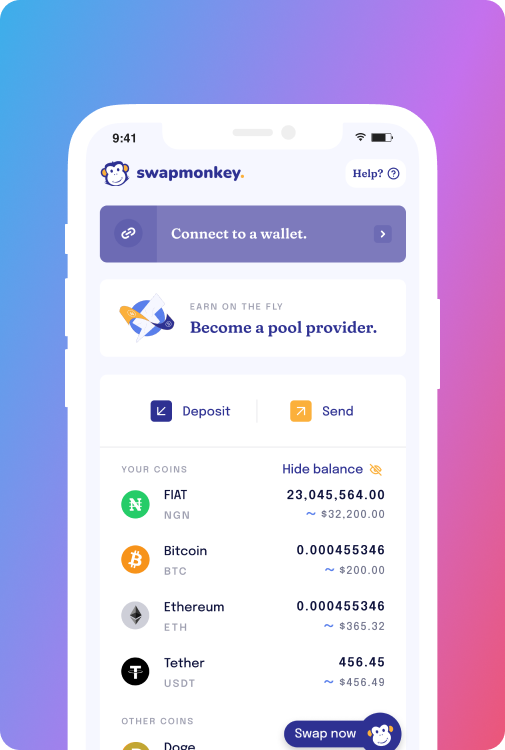 9:41
swapmonkey.
Help?
Connect to a wallet.
EARN ON THE FLY
Become a pool provider.
Deposit
Send
YOUR COINS
Hide balance
FIAT
23,045,564.00
NGN
~ $32,200.00
Bitcoin
0.000455346
BTC
~ $200.00
Ethereum
0.000455346
ETH
~ $365.32
Tether
456.45
USDT
~ $456.49
OTHER COINS
Swap now
Doge